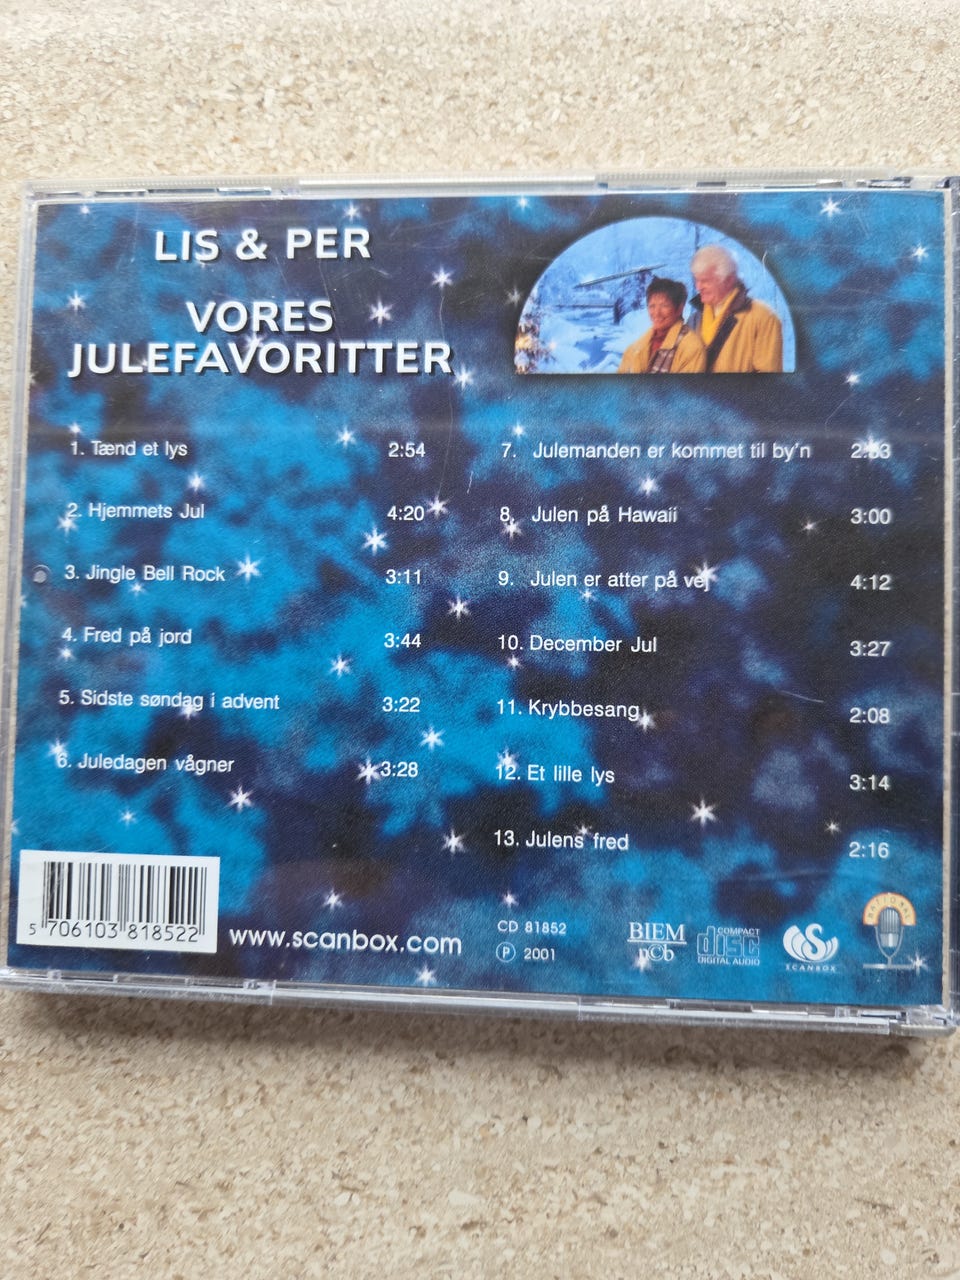 LIS & PER
VORES
JULEFAVORITTER
1. Tænd et lys 2:54
2. Hjemmets Jul 4:20
3. Jingle Bell Rock 3:11
4. Fred på jord 3:44
5. Sidste søndag i advent 3:22
6. Juledagen vågner 3:28
7. Julemanden er kommet til by'n
8. Julen på Hawaii 3:00
9. Julen er atter på vej 4:12
10. December Jul 3:27
11. Krybbesang 2:08
12. Et lille lys 3:14
13. Julens fred 2:16
5 706103 818522
www.scanbox.com
CD 81852
℗ 2001
BIEM
n©b
COMPACT
disc
DIGITAL AUDIO
S
SCANBOX
NATIONAL